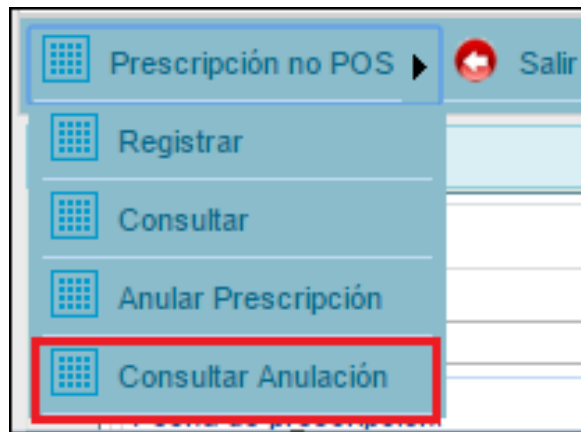 Prescripción no POS
Salir
Registrar
Consultar
Anular Prescripción
Consultar Anulación